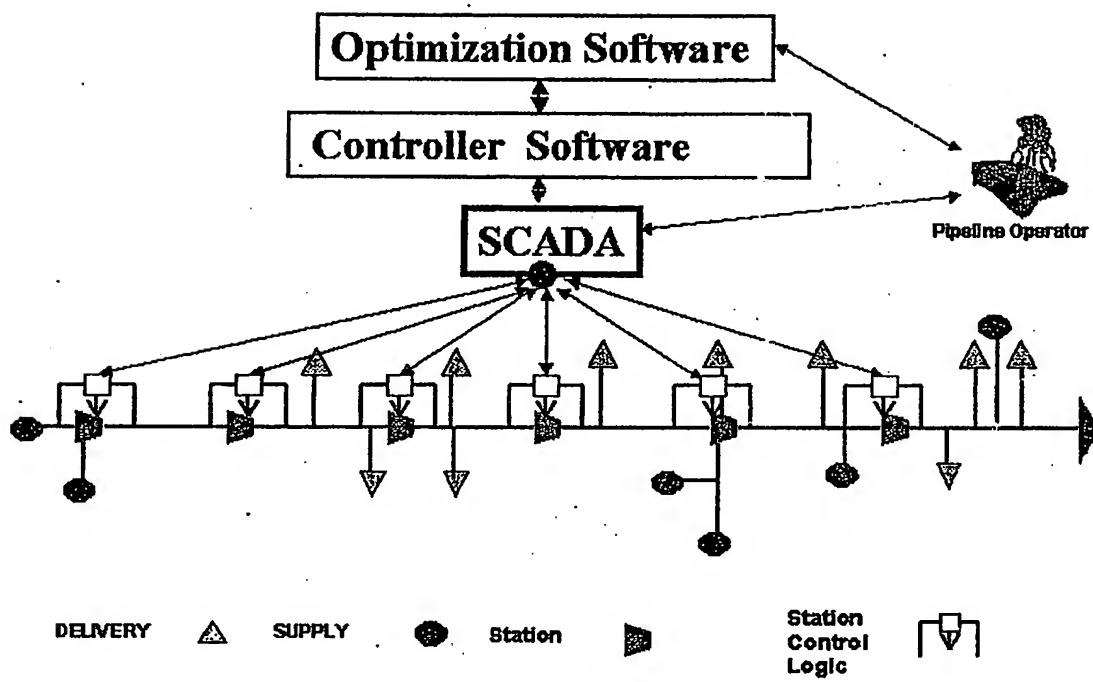 Optimization Software
Controller Software
SCADA
Pipeline Operator
DELIVERY SUPPLY Station
Station
Control
Logic